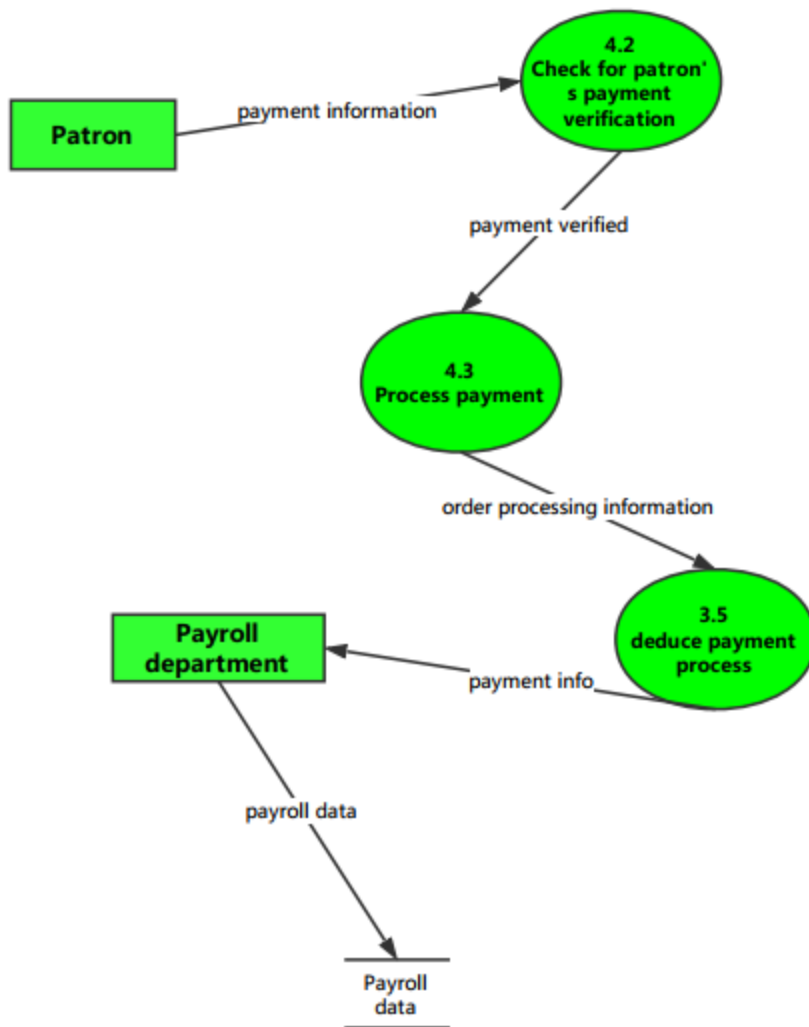 4.2
Check for patron'
s payment
verification
payment information
Patron
payment verified
4.3
Process payment
order processing information
3.5
deduce payment
process
Payroll
department
payment info
payroll data
Payroll
data